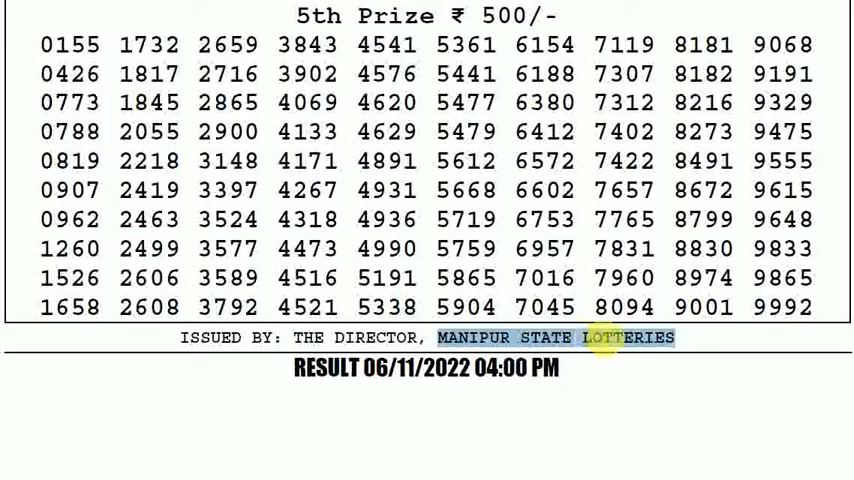 5th Prize ₹ 500/-
0155 1732 2659 3843 4541 5361 6154 7119 8181 9068
0426 1817 2716 3902 4576 5441 6188 7307 8182 9191
0773 1845 2865 4069 4620 5477 6380 7312 8216 9329
0788 2055 2900 4133 4629 5479 6412 7402 8273 9475
0819 2218 3148 4171 4891 5612 6572 7422 8491 9555
0907 2419 3397 4267 4931 5668 6602 7657 8672 9615
0962 2463 3524 4318 4936 5719 6753 7765 8799 9648
1260 2499 3577 4473 4990 5759 6957 7831 8830 9833
1526 2606 3589 4516 5191 5865 7016 7960 8974 9865
1658 2608 3792 4521 5338 5904 7045 8094 9001 9992
ISSUED BY: THE DIRECTOR, MANIPUR STATE LOTTERIES
RESULT 06/11/2022 04:00 PM